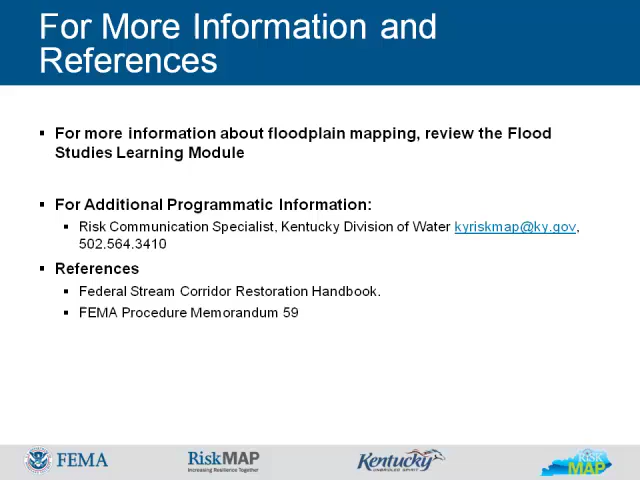 For More Information and
References
▪ For more information about floodplain mapping, review the Flood
Studies Learning Module
▪ For Additional Programmatic Information:
▪ Risk Communication Specialist, Kentucky Division of Water kyriskmap@ky.gov,
502.564.3410
▪ References
▪ Federal Stream Corridor Restoration Handbook.
▪ FEMA Procedure Memorandum 59
FEMA
RiskMAP
Increasing Resilience Together
Kentucky
UNBRIDLED SPIRIT
RISK
MAP